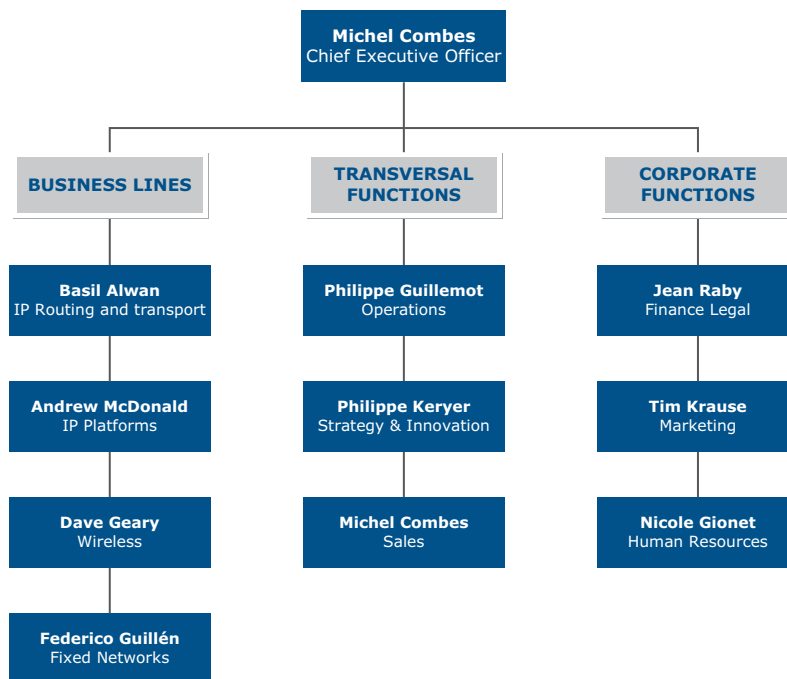 Michel Combes
Chief Executive Officer
BUSINESS LINES
TRANSVERSAL
FUNCTIONS
CORPORATE
FUNCTIONS
Basil Alwan
IP Routing and transport
Philippe Guillemot
Operations
Jean Raby
Finance Legal
Andrew McDonald
IP Platforms
Philippe Keryer
Strategy & Innovation
Tim Krause
Marketing
Dave Geary
Wireless
Michel Combes
Sales
Nicole Gionet
Human Resources
Federico Guillén
Fixed Networks